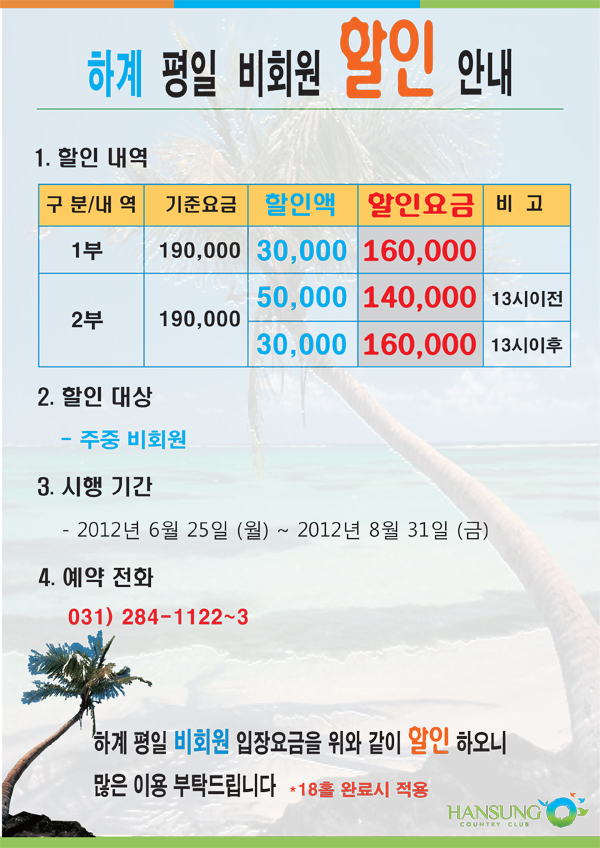 하계 평일 비회원 할인 안내
1. 할인 내역
구 분/내 역 기준요금 할인액 할인요금 비 고
1부 190,000 30,000 160,000
2부 190,000 50,000 140,000 13시이전
30,000 160,000 13시이후
2. 할인 대상
- 주중 비회원
3. 시행 기간
- 2012년 6월 25일 (월) ~ 2012년 8월 31일 (금)
4. 예약 전화
031) 284-1122~3
하계 평일 비회원 입장요금을 위와 같이 할인 하오니
많은 이용 부탁드립니다 *18홀 완료시 적용
HANSUNG
COUNTRY CLUB